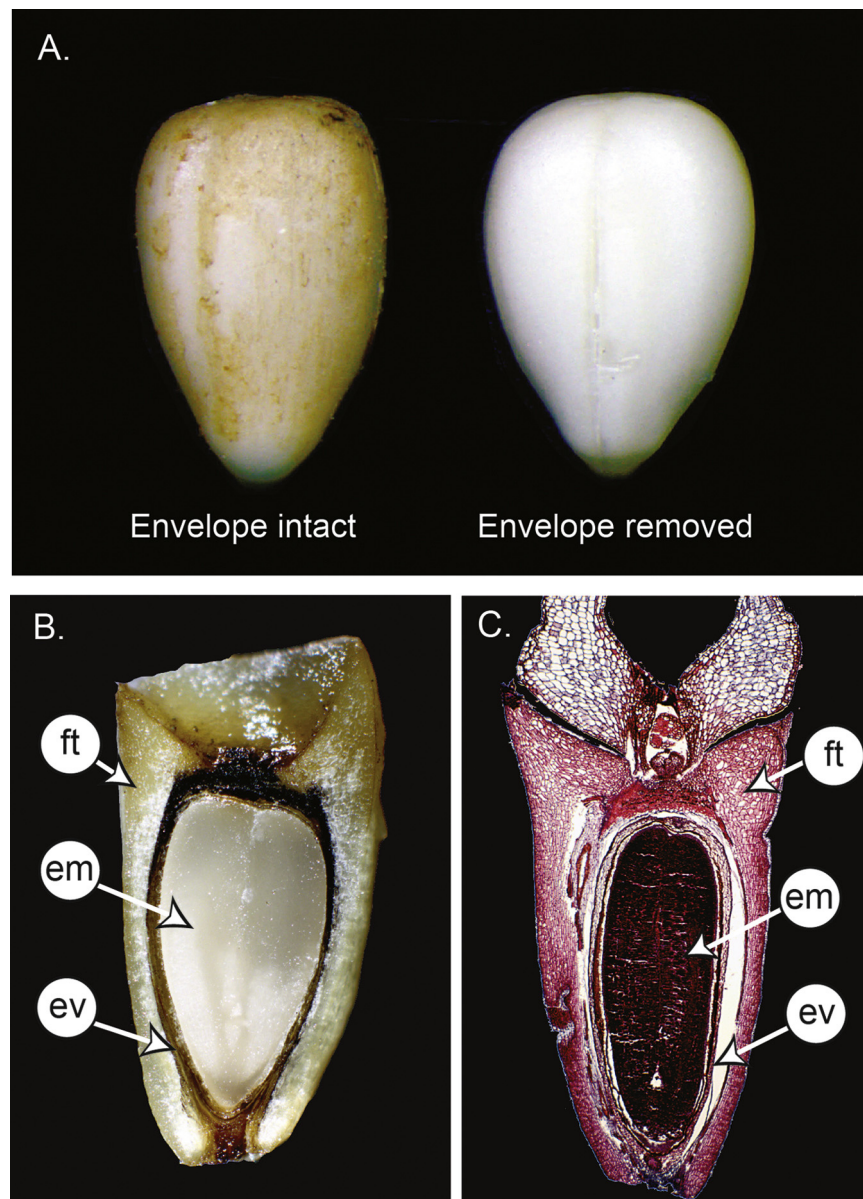 A.
Envelope intact
Envelope removed
B.
ft
em
ev
C.
ft
em
ev